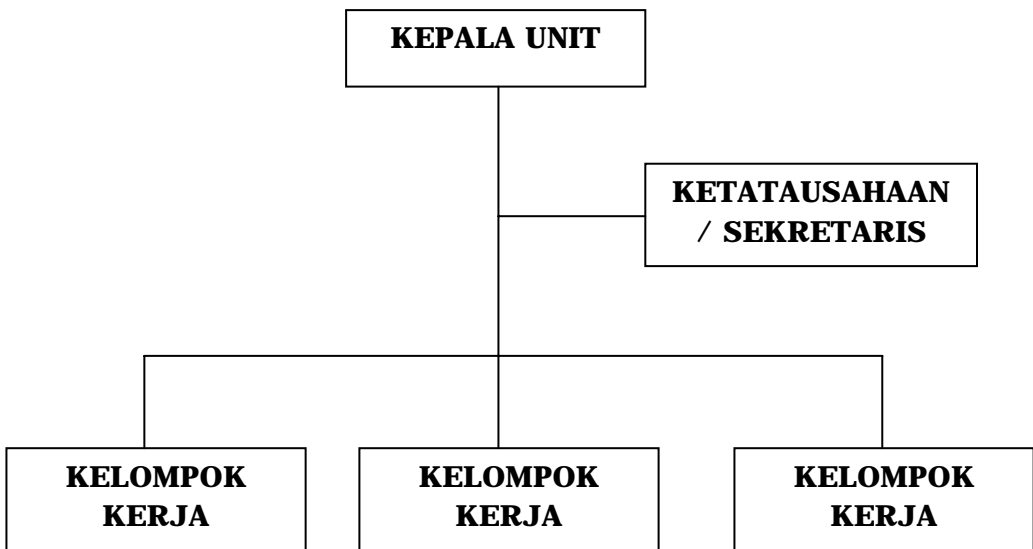 KEPALA UNIT
KETATAUSAHAAN
/ SEKRETARIS
KELOMPOK
KERJA
KELOMPOK
KERJA
KELOMPOK
KERJA